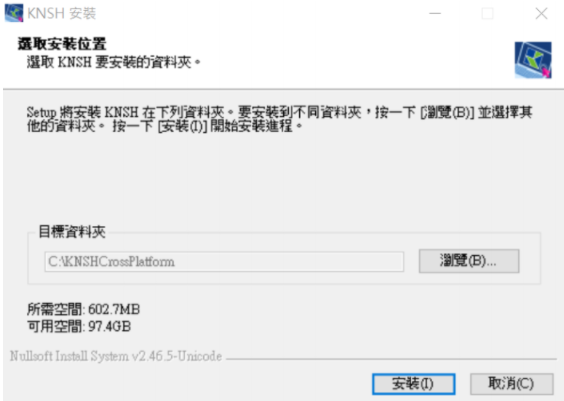 KNSH 安裝
選取安裝位置
選取 KNSH 要安裝的資料夾。
Setup 將安裝 KNSH 在下列資料夾。要安裝到不同資料夾，按一下 [瀏覽(B)] 並選擇其
他的資料夾。 按一下 [安裝(I)] 開始安裝進程。
目標資料夾
C:\KNSHCrossPlatform
瀏覽(B)...
所需空間: 602.7MB
可用空間: 97.4GB
Nullsoft Install System v2.46.5-Unicode
安裝(I)
取消(C)